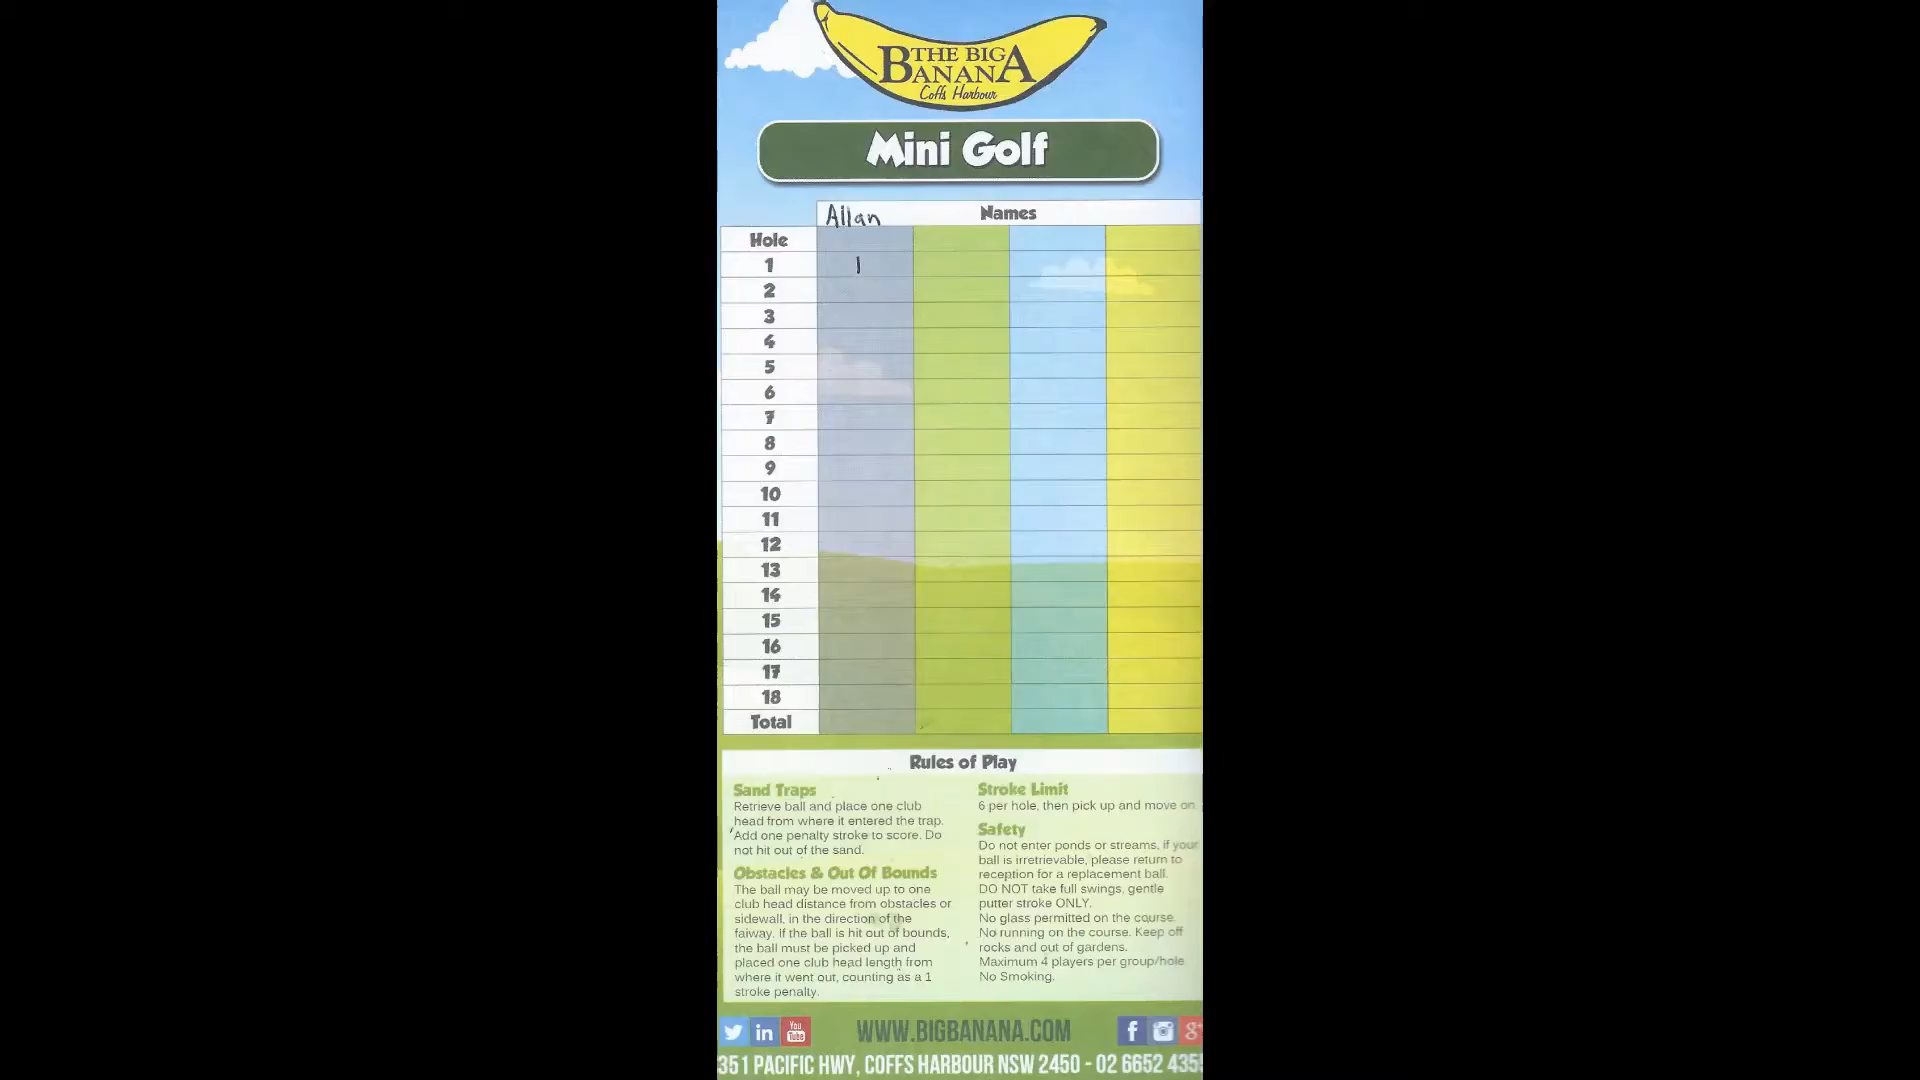 THE BIG
BANANA
Coffs Harbour
Mini Golf
Allan Names
Hole
1 1
2
3
4
5
6
7
8
9
10
11
12
13
14
15
16
17
18
Total
Rules of Play
Sand Traps
Retrieve ball and place one club
head from where it entered the trap.
Add one penalty stroke to score. Do
not hit out of the sand.
Obstacles & Out Of Bounds
The ball may be moved up to one
club head distance from obstacles or
sidewall, in the direction of the
faiway. If the ball is hit out of bounds,
the ball must be picked up and
placed one club head length from
where it went out, counting as a 1
stroke penalty.
Stroke Limit
6 per hole, then pick up and move on.
Safety
Do not enter ponds or streams, if your
ball is irretrievable, please return to
reception for a replacement ball.
DO NOT take full swings, gentle
putter stroke ONLY.
No glass permitted on the course.
No running on the course. Keep off
rocks and out of gardens.
Maximum 4 players per group/hole
No Smoking.
in You Tube WWW.BIGBANANA.COM f g+
351 PACIFIC HWY, COFFS HARBOUR NSW 2450 - 02 6652 435